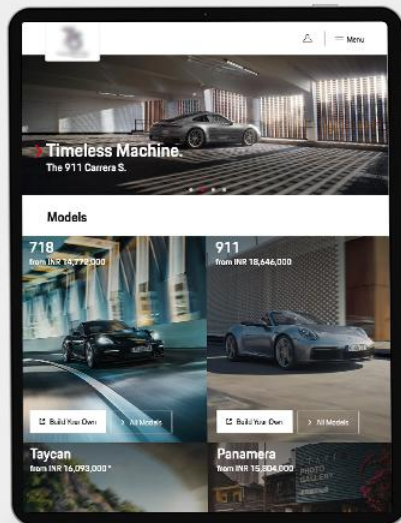 Menu
Timeless Machine.
The 911 Carrera S.
Models
718
from INR 14,772,000
911
from INR 18,646,000
Build Your Own
All Models
Build Your Own
All Models
Taycan
from INR 16,093,000*
Panamera
from INR 15,804,000
PHOTO
GALLERY